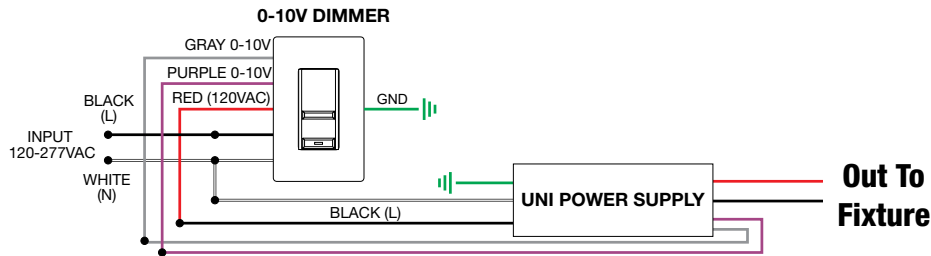 0-10V DIMMER
GRAY 0-10V
PURPLE 0-10V
RED (120VAC)
GND
BLACK
(L)
INPUT
120-277VAC
WHITE
(N)
BLACK (L)
UNI POWER SUPPLY
Out To
Fixture